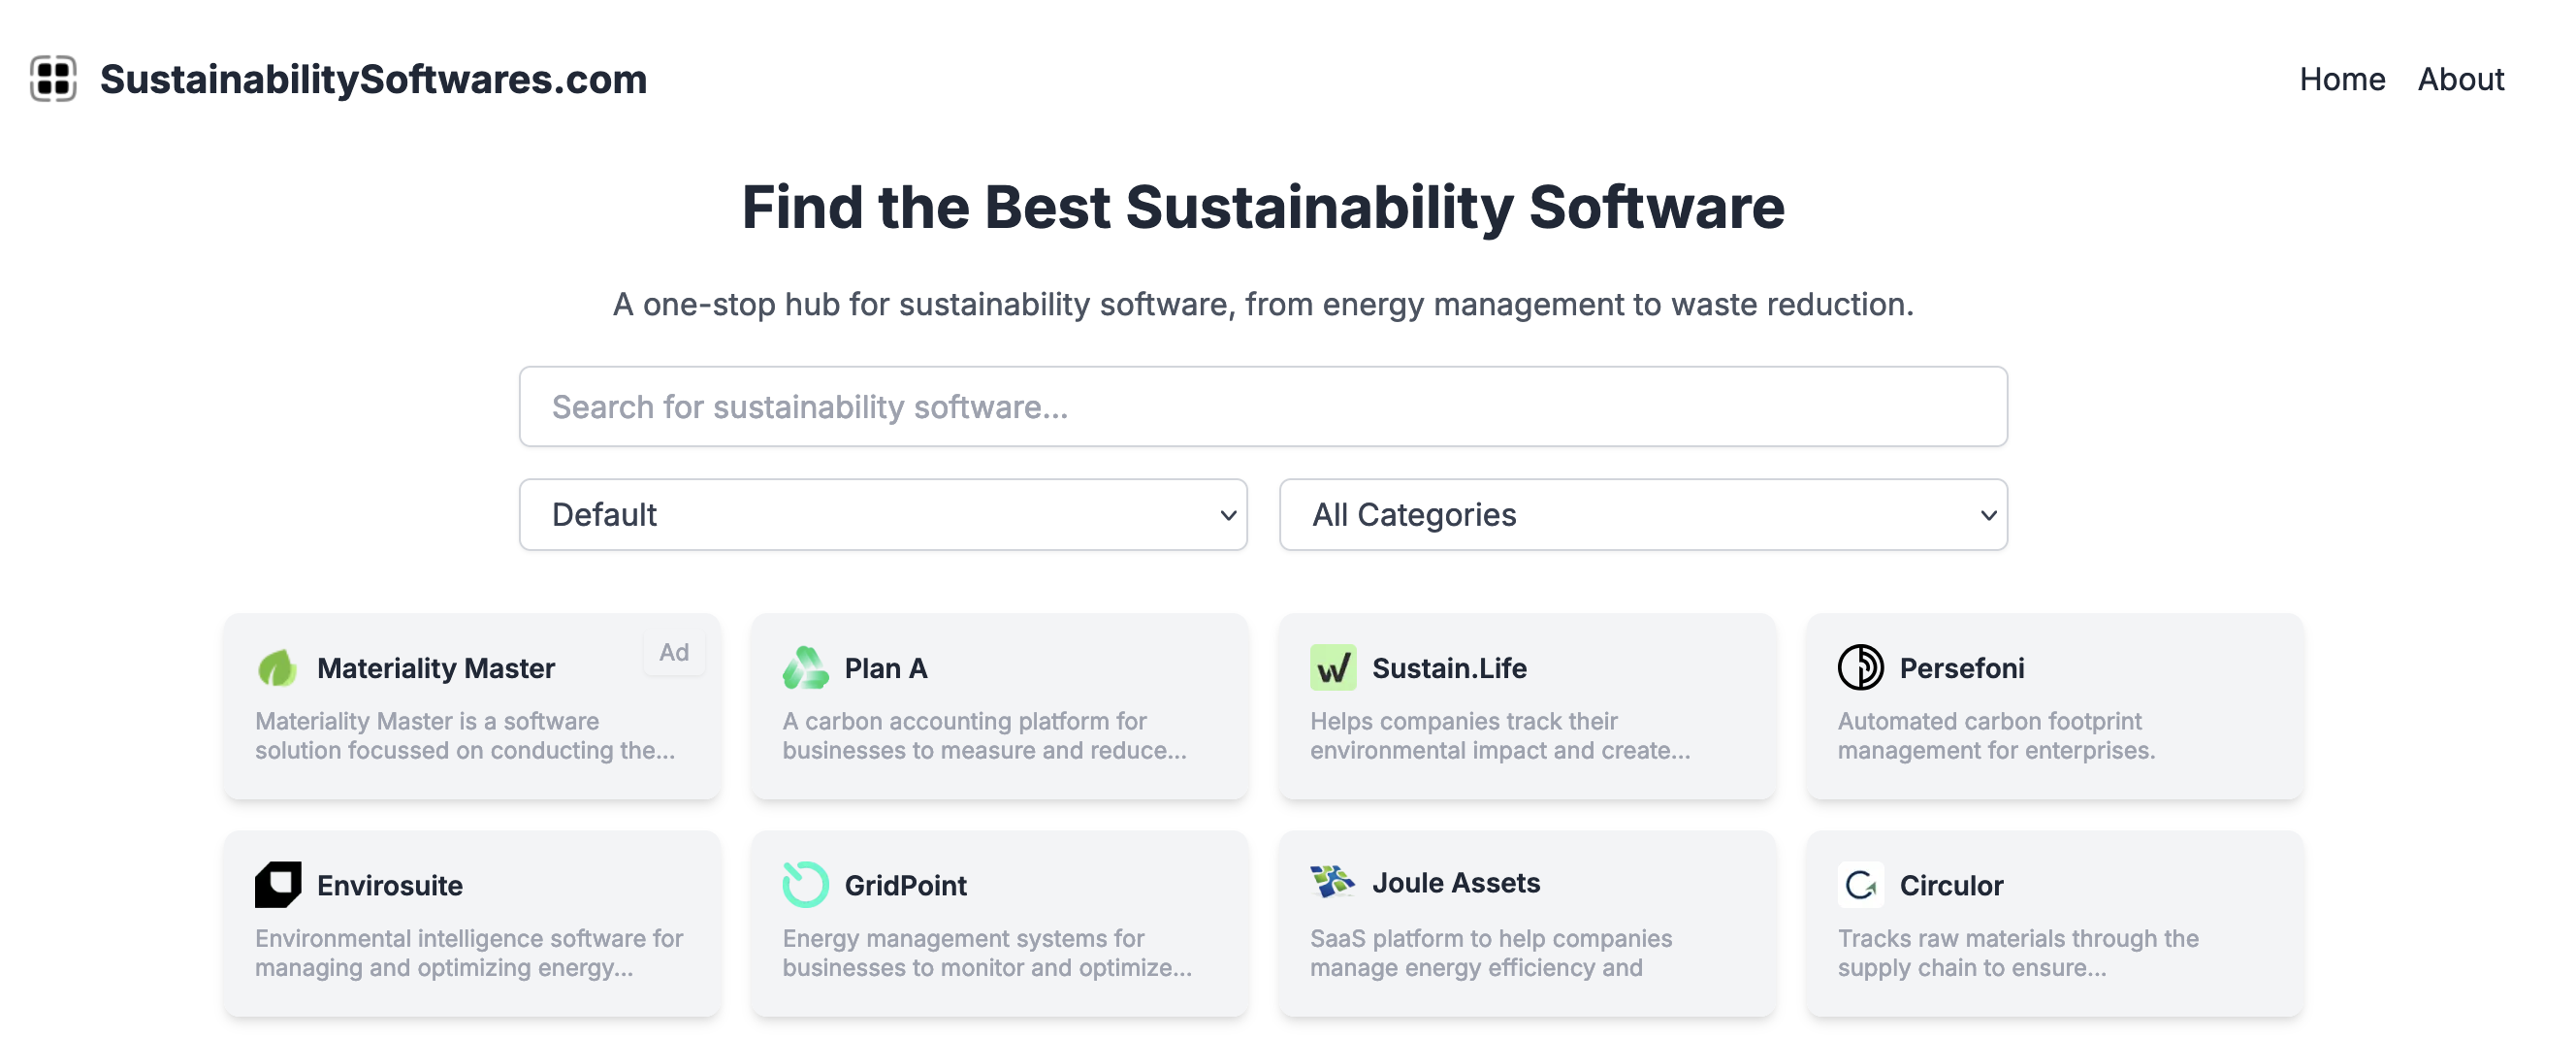 SustainabilitySoftwares.com
Home
About
Find the Best Sustainability Software
A one-stop hub for sustainability software, from energy management to waste reduction.
Search for sustainability software...
Default
All Categories
Materiality Master
Ad
Materiality Master is a software
solution focussed on conducting the...
Plan A
A carbon accounting platform for
businesses to measure and reduce...
Sustain.Life
Helps companies track their
environmental impact and create...
Persefoni
Automated carbon footprint
management for enterprises.
Envirosuite
Environmental intelligence software for
managing and optimizing energy...
GridPoint
Energy management systems for
businesses to monitor and optimize...
Joule Assets
SaaS platform to help companies
manage energy efficiency and
Circulor
Tracks raw materials through the
supply chain to ensure...